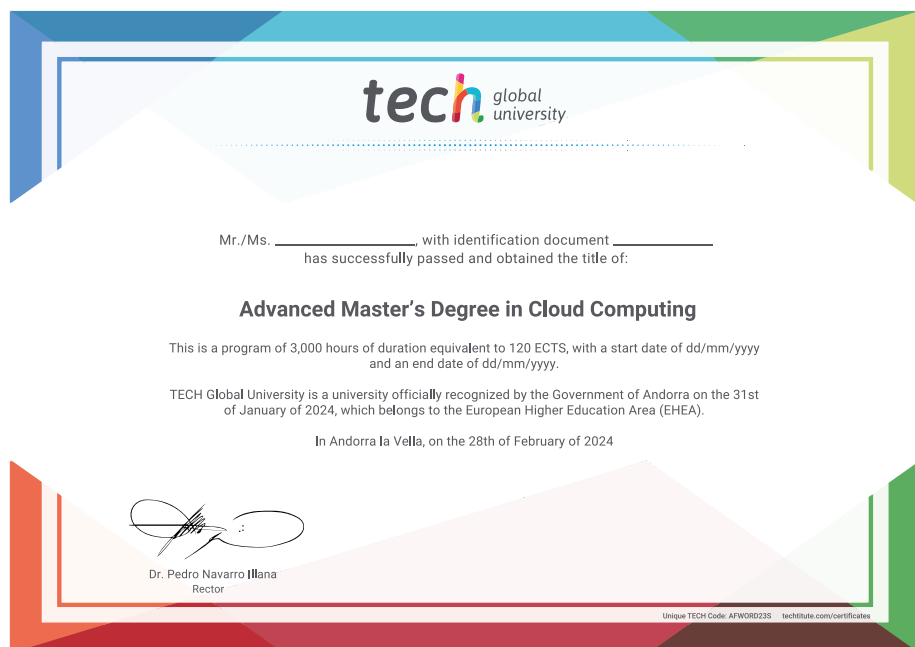 tech global university
Mr./Ms. ____________________, with identification document ______________
has successfully passed and obtained the title of:
Advanced Master’s Degree in Cloud Computing
This is a program of 3,000 hours of duration equivalent to 120 ECTS, with a start date of dd/mm/yyyy
and an end date of dd/mm/yyyy.
TECH Global University is a university officially recognized by the Government of Andorra on the 31st
of January of 2024, which belongs to the European Higher Education Area (EHEA).
In Andorra la Vella, on the 28th of February of 2024
Dr. Pedro Navarro Illana
Rector
Unique TECH Code: AFWORD23S techtitute.com/certificates